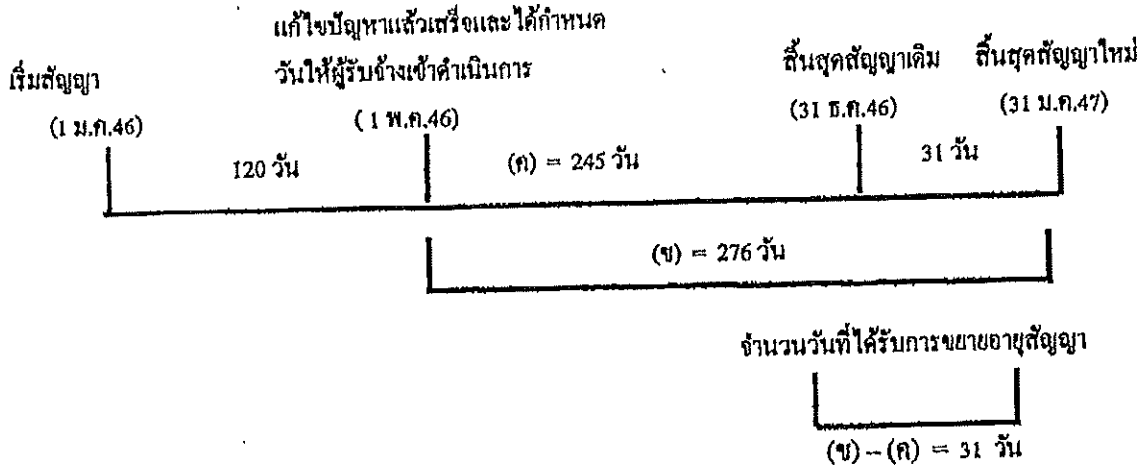 แก้ไขปัญหาแล้วเสร็จและได้กำหนด
วันให้ผู้รับจ้างเข้าดำเนินการ
เริ่มสัญญา
สิ้นสุดสัญญาเดิม
สิ้นสุดสัญญาใหม่
(1 ม.ค.46)
(1 พ.ค.46)
(31 ธ.ค.46)
(31 ม.ค.47)
120 วัน
(ค) = 245 วัน
31 วัน
(ข) = 276 วัน
จำนวนวันที่ได้รับการขยายอายุสัญญา
(ข) – (ค) = 31 วัน